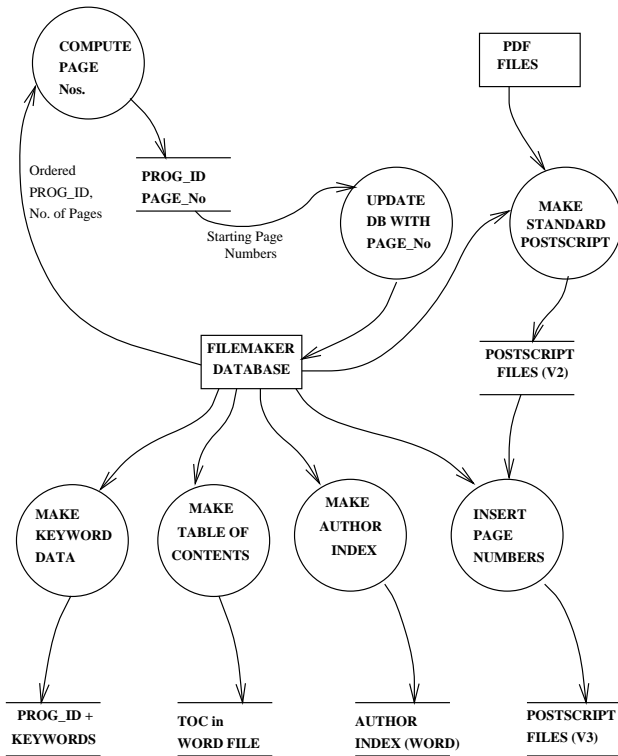 COMPUTE
PAGE
Nos.
PDF
FILES
Ordered
PROG_ID,
No. of Pages
PROG_ID
PAGE_No
Starting Page
Numbers
UPDATE
DB WITH
PAGE_No
MAKE
STANDARD
POSTSCRIPT
FILEMAKER
DATABASE
POSTSCRIPT
FILES (V2)
MAKE
KEYWORD
DATA
MAKE
TABLE OF
CONTENTS
MAKE
AUTHOR
INDEX
INSERT
PAGE
NUMBERS
PROG_ID +
KEYWORDS
TOC in
WORD FILE
AUTHOR
INDEX (WORD)
POSTSCRIPT
FILES (V3)